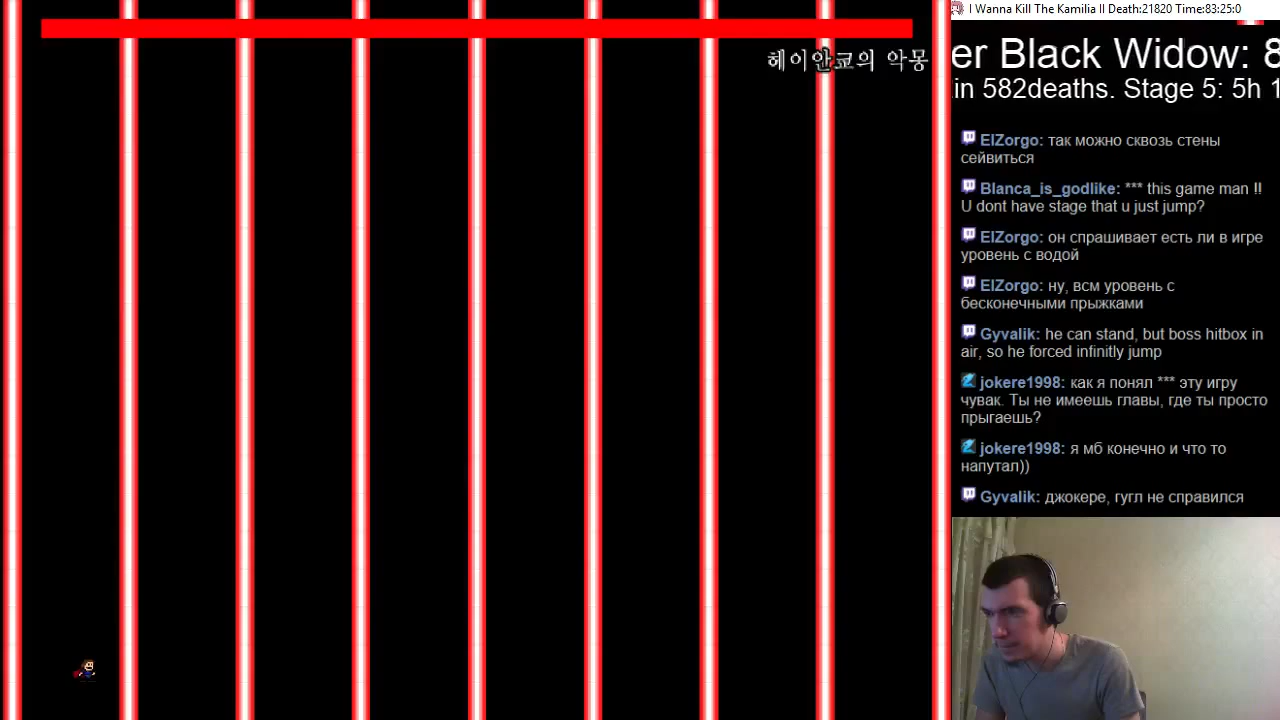 I Wanna Kill The Kamilia II Death:21820 Time:83:25:0
헤이안쿄의 악몽
er Black Widow: 8
in 582deaths. Stage 5: 5h 1
ElZorgo: так можно сквозь стены
сейвиться
Blanca_is_godlike: *** this game man !!
U dont have stage that u just jump?
ElZorgo: он спрашивает есть ли в игре
уровень с водой
ElZorgo: ну, всм уровень с
бесконечными прыжками
Gyvalik: he can stand, but boss hitbox in
air, so he forced infinitly jump
jokere1998: как я понял *** эту игру
чувак. Ты не имеешь главы, где ты просто
прыгаешь?
jokere1998: я мб конечно и что то
напутал))
Gyvalik: джокере, гугл не справился